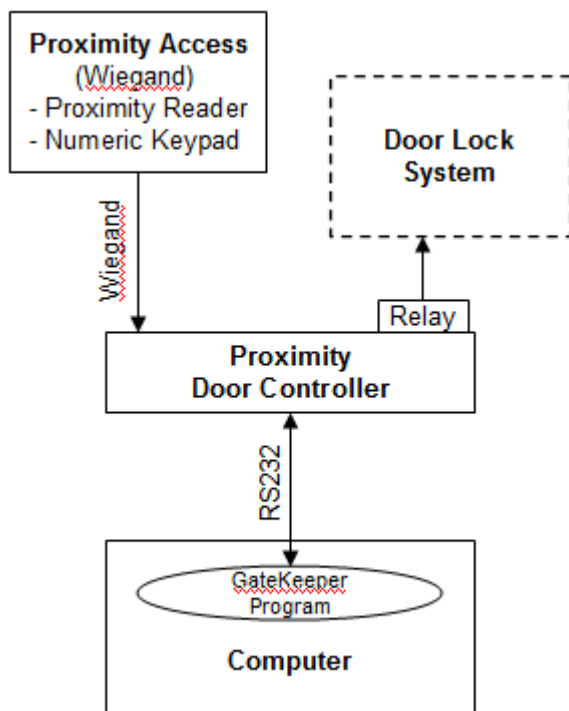 Proximity Access
(Wiegand)
- Proximity Reader
- Numeric Keypad
Door Lock
System
Wiegand
Relay
Proximity
Door Controller
RS232
GateKeeper
Program
Computer